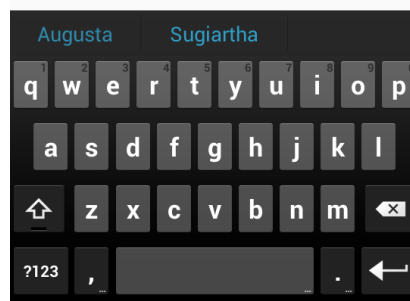 Augusta Sugiartha
1 2 3 4 5 6 7 8 9
q w e r t y u i o p
a s d f g h j k l
z x c v b n m
?123 , ... ... . ...